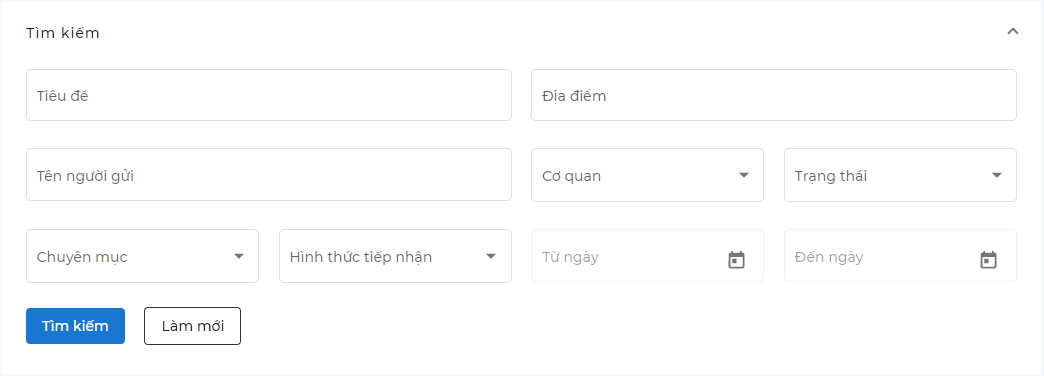 Tìm kiếm
Tiêu đề
Địa điểm
Tên người gửi
Cơ quan
Trạng thái
Chuyên mục
Hình thức tiếp nhận
Từ ngày
Đến ngày
Tìm kiếm
Làm mới